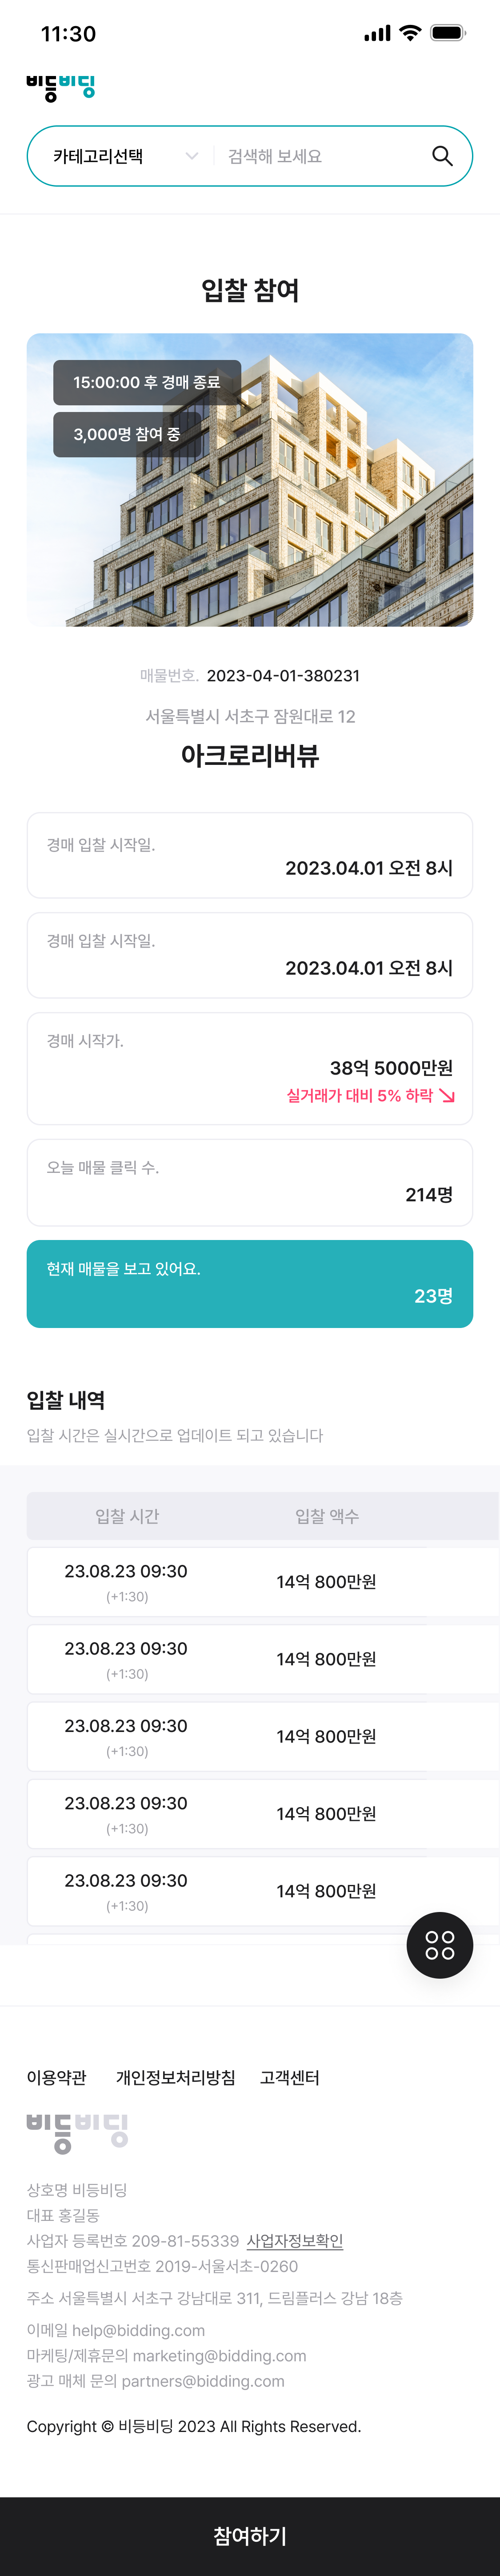 11:30
비등비딩
카테고리선택 검색해 보세요
입찰 참여
15:00:00 후 경매 종료
3,000명 참여 중
매물번호. 2023-04-01-380231
서울특별시 서초구 잠원대로 12
아크로리버뷰
경매 입찰 시작일.
2023.04.01 오전 8시
경매 입찰 시작일.
2023.04.01 오전 8시
경매 시작가.
38억 5000만원
실거래가 대비 5% 하락
오늘 매물 클릭 수.
214명
현재 매물을 보고 있어요.
23명
입찰 내역
입찰 시간은 실시간으로 업데이트 되고 있습니다
입찰 시간 입찰 액수
23.08.23 09:30 14억 800만원
(+1:30)
23.08.23 09:30 14억 800만원
(+1:30)
23.08.23 09:30 14억 800만원
(+1:30)
23.08.23 09:30 14억 800만원
(+1:30)
23.08.23 09:30 14억 800만원
(+1:30)
이용약관 개인정보처리방침 고객센터
비등비딩
상호명 비등비딩
대표 홍길동
사업자 등록번호 209-81-55339 사업자정보확인
통신판매업신고번호 2019-서울서초-0260
주소 서울특별시 서초구 강남대로 311, 드림플러스 강남 18층
이메일 help@bidding.com
마케팅/제휴문의 marketing@bidding.com
광고 매체 문의 partners@bidding.com
Copyright © 비등비딩 2023 All Rights Reserved.
참여하기